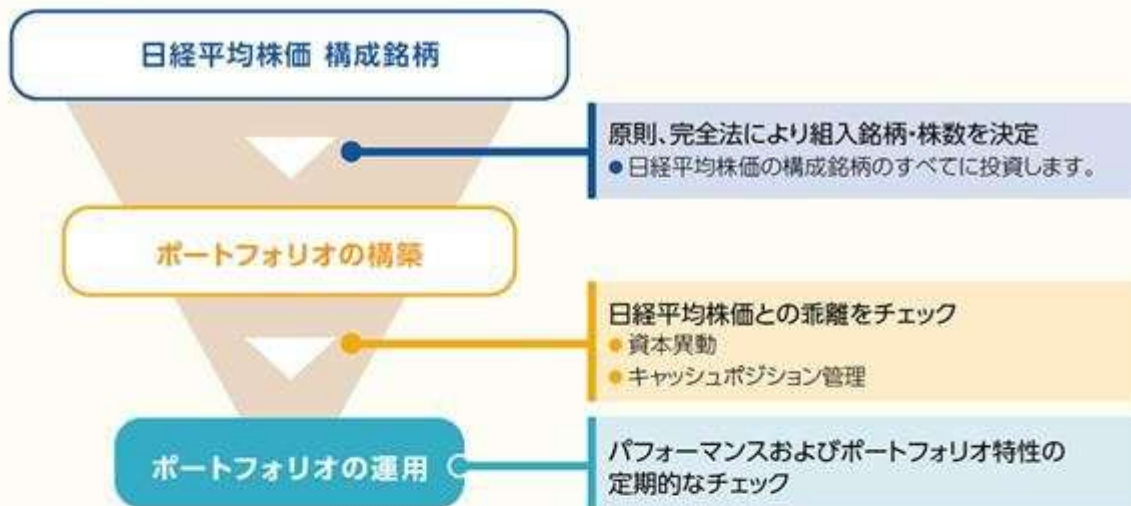 日経平均株価 構成銘柄
原則、完全法により組入銘柄・株数を決定
●日経平均株価の構成銘柄のすべてに投資します。
ポートフォリオの構築
日経平均株価との乖離をチェック
●資本異動
●キャッシュポジション管理
ポートフォリオの運用
パフォーマンスおよびポートフォリオ特性の
定期的なチェック